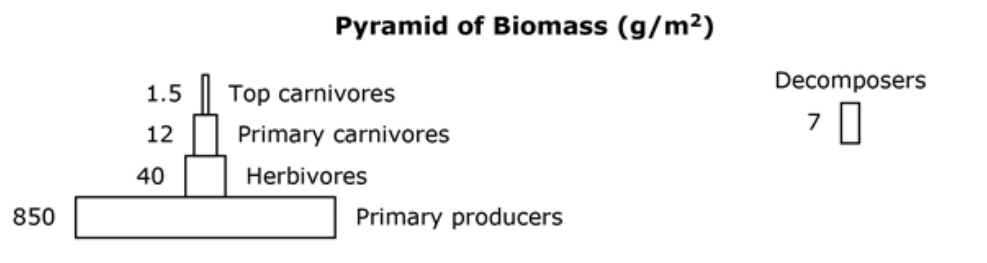 Pyramid of Biomass (g/m²)
Decomposers
7
1.5 Top carnivores
12 Primary carnivores
40 Herbivores
850 Primary producers